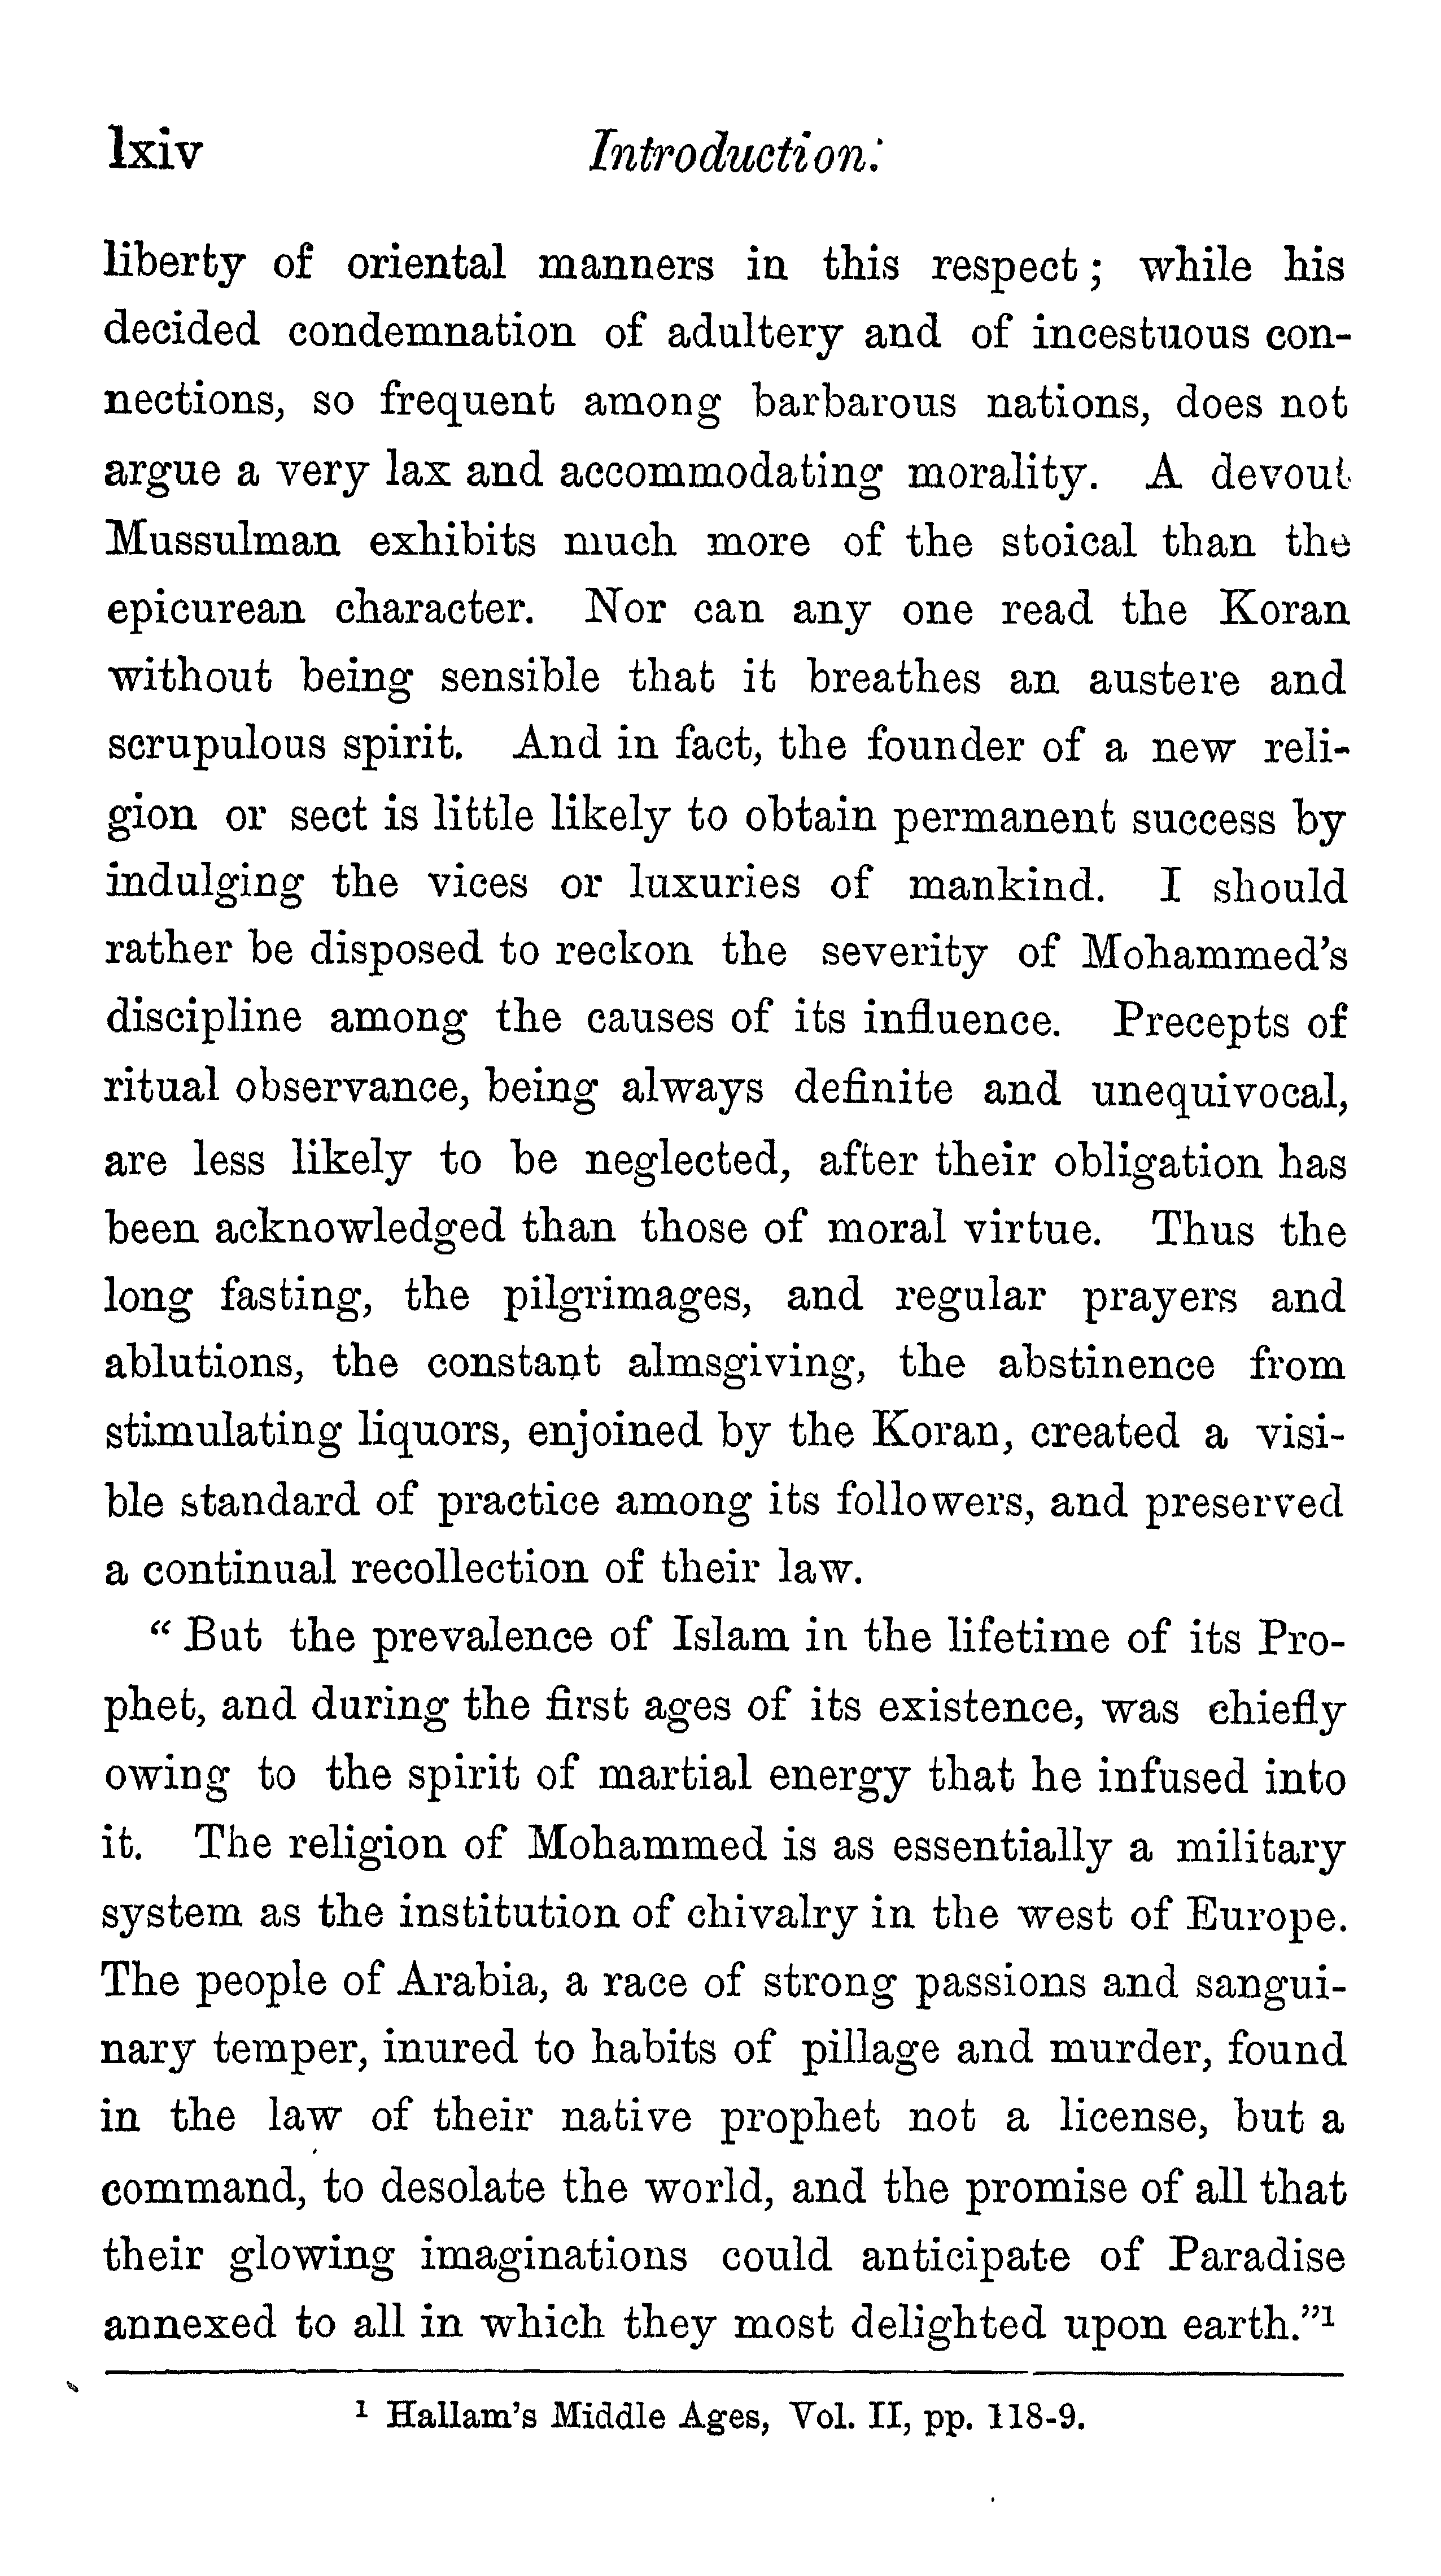 lxiv Introduction.
liberty of oriental manners in this respect; while his
decided condemnation of adultery and of incestuous con-
nections, so frequent among barbarous nations, does not
argue a very lax and accommodating morality. A devout
Mussulman exhibits much more of the stoical than the
epicurean character. Nor can any one read the Koran
without being sensible that it breathes an austere and
scrupulous spirit. And in fact, the founder of a new reli-
gion or sect is little likely to obtain permanent success by
indulging the vices or luxuries of mankind. I should
rather be disposed to reckon the severity of Mohammed's
discipline among the causes of its influence. Precepts of
ritual observance, being always definite and unequivocal,
are less likely to be neglected, after their obligation has
been acknowledged than those of moral virtue. Thus the
long fasting, the pilgrimages, and regular prayers and
ablutions, the constant almsgiving, the abstinence from
stimulating liquors, enjoined by the Koran, created a visi-
ble standard of practice among its followers, and preserved
a continual recollection of their law.
"But the prevalence of Islam in the lifetime of its Pro-
phet, and during the first ages of its existence, was chiefly
owing to the spirit of martial energy that he infused into
it. The religion of Mohammed is as essentially a military
system as the institution of chivalry in the west of Europe.
The people of Arabia, a race of strong passions and sangui-
nary temper, inured to habits of pillage and murder, found
in the law of their native prophet not a license, but a
command, to desolate the world, and the promise of all that
their glowing imaginations could anticipate of Paradise
annexed to all in which they most delighted upon earth."1
1 Hallam's Middle Ages, Vol. II, pp. 118-9.